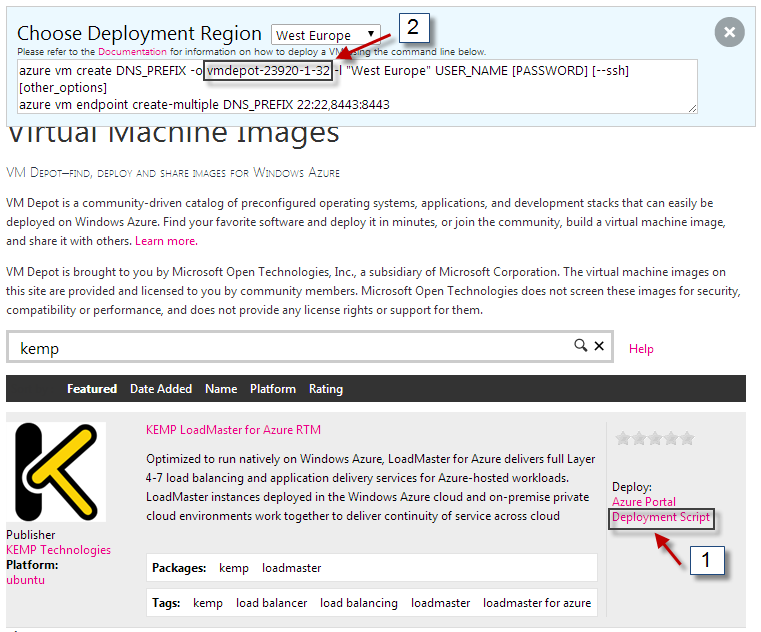 Choose Deployment Region West Europe
2
Please refer to the Documentation for information on how to deploy a VM using the command line below.
azure vm create DNS_PREFIX -o vmdepot-23920-1-32 -l "West Europe" USER_NAME [PASSWORD] [--ssh]
[other_options]
azure vm endpoint create-multiple DNS_PREFIX 22:22,8443:8443
Virtual Machine Images
VM Depot—find, deploy and share images for Windows Azure
VM Depot is a community-driven catalog of preconfigured operating systems, applications, and development stacks that can easily be
deployed on Windows Azure. Find your favorite software and deploy it in minutes, or join the community, build a virtual machine image,
and share it with others. Learn more.
VM Depot is brought to you by Microsoft Open Technologies, Inc., a subsidiary of Microsoft Corporation. The virtual machine images on
this site are provided and licensed to you by community members. Microsoft Open Technologies does not screen these images for security,
compatibility or performance, and does not provide any license rights or support for them.
kemp
Help
Featured Date Added Name Platform Rating
KEMP LoadMaster for Azure RTM
Optimized to run natively on Windows Azure, LoadMaster for Azure delivers full Layer
4-7 load balancing and application delivery services for Azure-hosted workloads.
LoadMaster instances deployed in the Windows Azure cloud and on-premise private
cloud environments work together to deliver continuity of service across cloud
Deploy:
Azure Portal
Deployment Script
1
Publisher
KEMP Technologies
Platform:
ubuntu
Packages: kemp loadmaster
Tags: kemp load balancer load balancing loadmaster loadmaster for azure